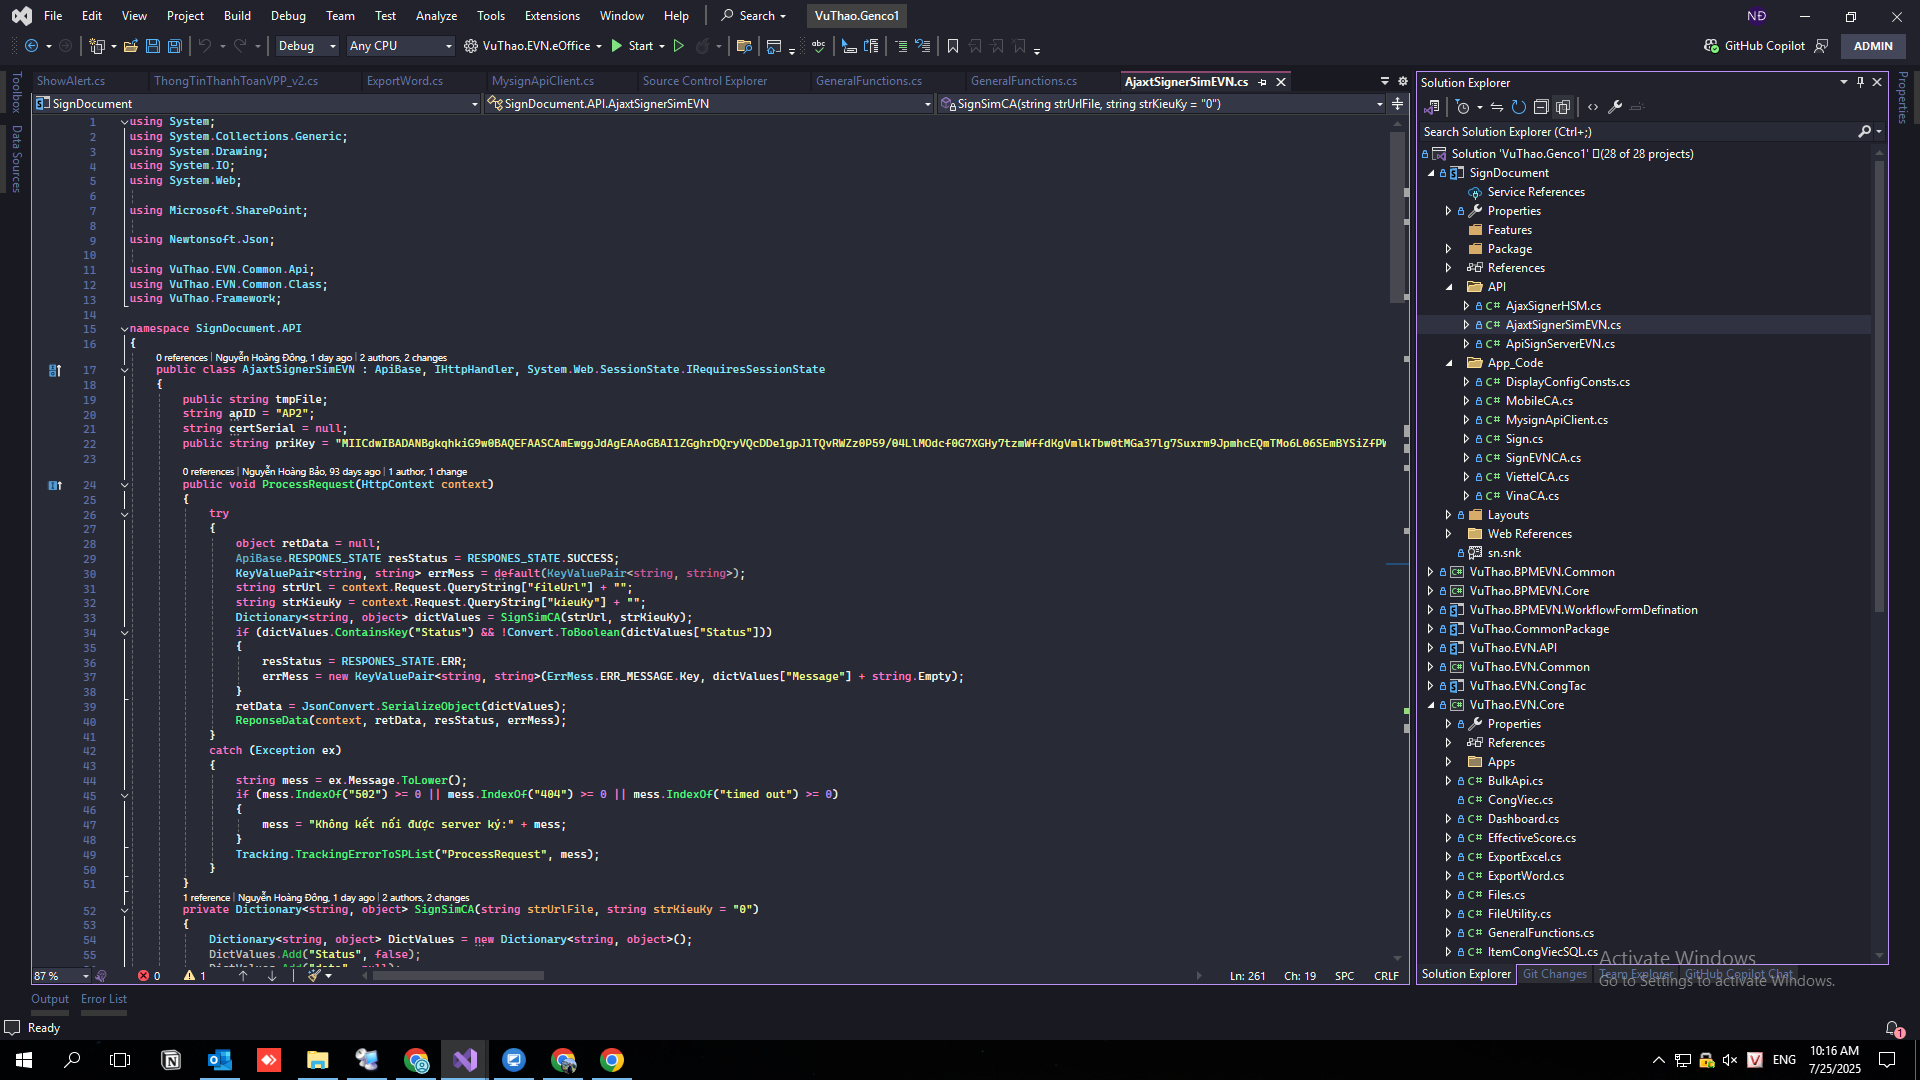 File Edit View Project Build Debug Team Test Analyze Tools Extensions Window Help Search VuThao.Genco1 NĐ
Debug Any CPU VuThao.EVN.eOffice Start GitHub Copilot ADMIN
Toolbox
Data Sources
ShowAlert.cs ThongTinThanhToanVPP_v2.cs ExportWord.cs MysignApiClient.cs Source Control Explorer GeneralFunctions.cs GeneralFunctions.cs AjaxtSignerSimEVN.cs
SignDocument SignDocument.API.AjaxtSignerSimEVN SignSimCA(string strUrlFile, string strKieuKy = "0")
1 using System;
2 using System.Collections.Generic;
3 using System.Drawing;
4 using System.IO;
5 using System.Web;
6
7 using Microsoft.SharePoint;
8
9 using Newtonsoft.Json;
10
11 using VuThao.EVN.Common.Api;
12 using VuThao.EVN.Common.Class;
13 using VuThao.Framework;
14
15 namespace SignDocument.API
16 {
0 references | Nguyễn Hoàng Đông, 1 day ago | 2 authors, 2 changes
17 public class AjaxtSignerSimEVN : ApiBase, IHttpHandler, System.Web.SessionState.IRequiresSessionState
18 {
19 public string tmpFile;
20 string apID = "AP2";
21 string certSerial = null;
22 public string priKey =
23
0 references | Nguyễn Hoàng Bảo, 93 days ago | 1 author, 1 change
24 public void ProcessRequest(HttpContext context)
25 {
26 try
27 {
28 object retData = null;
29 ApiBase.RESPONES_STATE resStatus = RESPONES_STATE.SUCCESS;
30 KeyValuePair<string, string> errMess = default(KeyValuePair<string, string>);
31 string strUrl = context.Request.QueryString["fileUrl"] + "";
32 string strKieuKy = context.Request.QueryString["kieuKy"] + "";
33 Dictionary<string, object> dictValues = SignSimCA(strUrl, strKieuKy);
34 if (dictValues.ContainsKey("Status") && !Convert.ToBoolean(dictValues["Status"]))
35 {
36 resStatus = RESPONES_STATE.ERR;
37 errMess = new KeyValuePair<string, string>(ErrMess.ERR_MESSAGE.Key, dictValues["Message"] + string.Empty);
38 }
39 retData = JsonConvert.SerializeObject(dictValues);
40 ReponseData(context, retData, resStatus, errMess);
41 }
42 catch (Exception ex)
43 {
44 string mess = ex.Message.ToLower();
45 if (mess.IndexOf("502") >= 0 || mess.IndexOf("404") >= 0 || mess.IndexOf("timed out") >= 0)
46 {
47 mess = "Không kết nối được server ký:" + mess;
48 }
49 Tracking.TrackingErrorToSPList("ProcessRequest", mess);
50 }
51 }
1 reference | Nguyễn Hoàng Đông, 1 day ago | 2 authors, 2 changes
52 private Dictionary<string, object> SignSimCA(string strUrlFile, string strKieuKy = "0")
53 {
54 Dictionary<string, object> DictValues = new Dictionary<string, object>();
55 DictValues.Add("Status", false);
87 % 0 1 Ln: 261 Ch: 19 SPC CRLF
Output Error List
Ready
Solution Explorer
Search Solution Explorer (Ctrl+;)
Solution 'VuThao.Genco1' (28 of 28 projects)
SignDocument
Service References
Properties
Features
Package
References
API
C# AjaxSignerHSM.cs
C# AjaxtSignerSimEVN.cs
C# ApiSignServerEVN.cs
App_Code
C# DisplayConfigConsts.cs
C# MobileCA.cs
C# MysignApiClient.cs
C# Sign.cs
C# SignEVNCA.cs
C# ViettelCA.cs
C# VinaCA.cs
Layouts
Web References
sn.snk
VuThao.BPMEVN.Common
VuThao.BPMEVN.Core
VuThao.BPMEVN.WorkflowFormDefination
VuThao.CommonPackage
VuThao.EVN.API
VuThao.EVN.Common
VuThao.EVN.CongTac
VuThao.EVN.Core
Properties
References
Apps
C# BulkApi.cs
C# CongViec.cs
C# Dashboard.cs
C# EffectiveScore.cs
C# ExportExcel.cs
C# ExportWord.cs
C# Files.cs
C# FileUtility.cs
C# GeneralFunctions.cs
C# ItemCongViecSQL.cs
Solution Explorer Git Changes Team Explorer GitHub Copilot Chat
Properties
Activate Windows
Go to Settings to activate Windows.
1
ENG
10:16 AM
7/25/2025